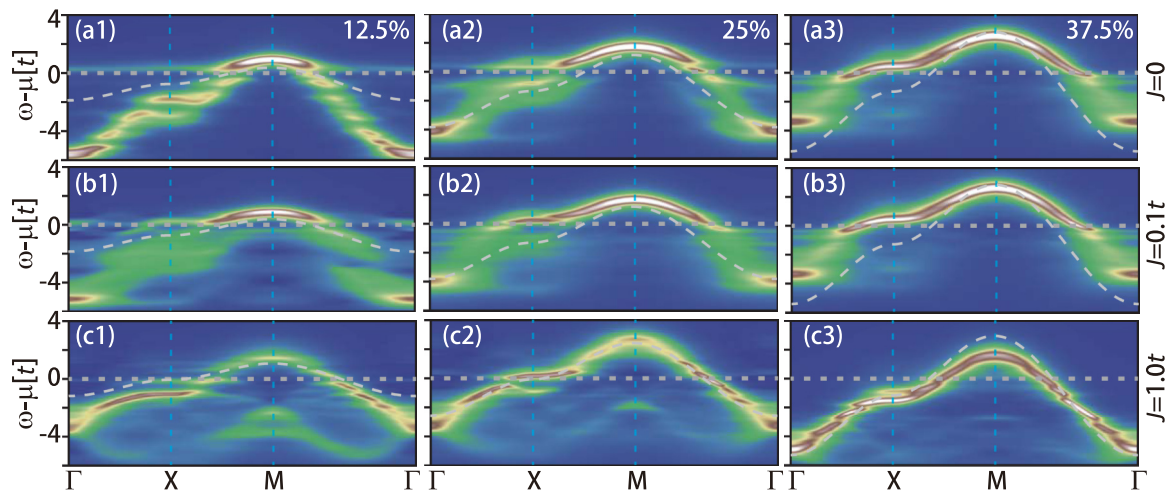 4 (a1) 12.5% (a2) 25% (a3) 37.5%
0
-4
ω-μ[t]
J=0
4 (b1) (b2) (b3)
0
-4
ω-μ[t]
J=0.1t
4 (c1) (c2) (c3)
0
-4
ω-μ[t]
J=1.0t
Γ X M Γ X M Γ X M Γ